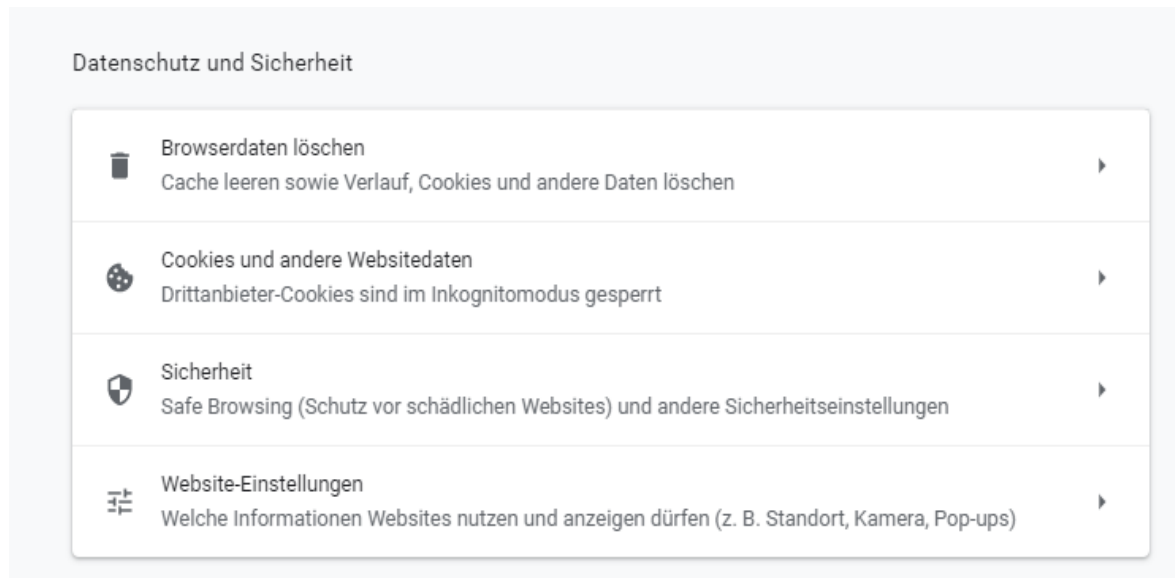 Datenschutz und Sicherheit
Browserdaten löschen
Cache leeren sowie Verlauf, Cookies und andere Daten löschen
Cookies und andere Websitedaten
Drittanbieter-Cookies sind im Inkognitomodus gesperrt
Sicherheit
Safe Browsing (Schutz vor schädlichen Websites) und andere Sicherheitseinstellungen
Website-Einstellungen
Welche Informationen Websites nutzen und anzeigen dürfen (z. B. Standort, Kamera, Pop-ups)